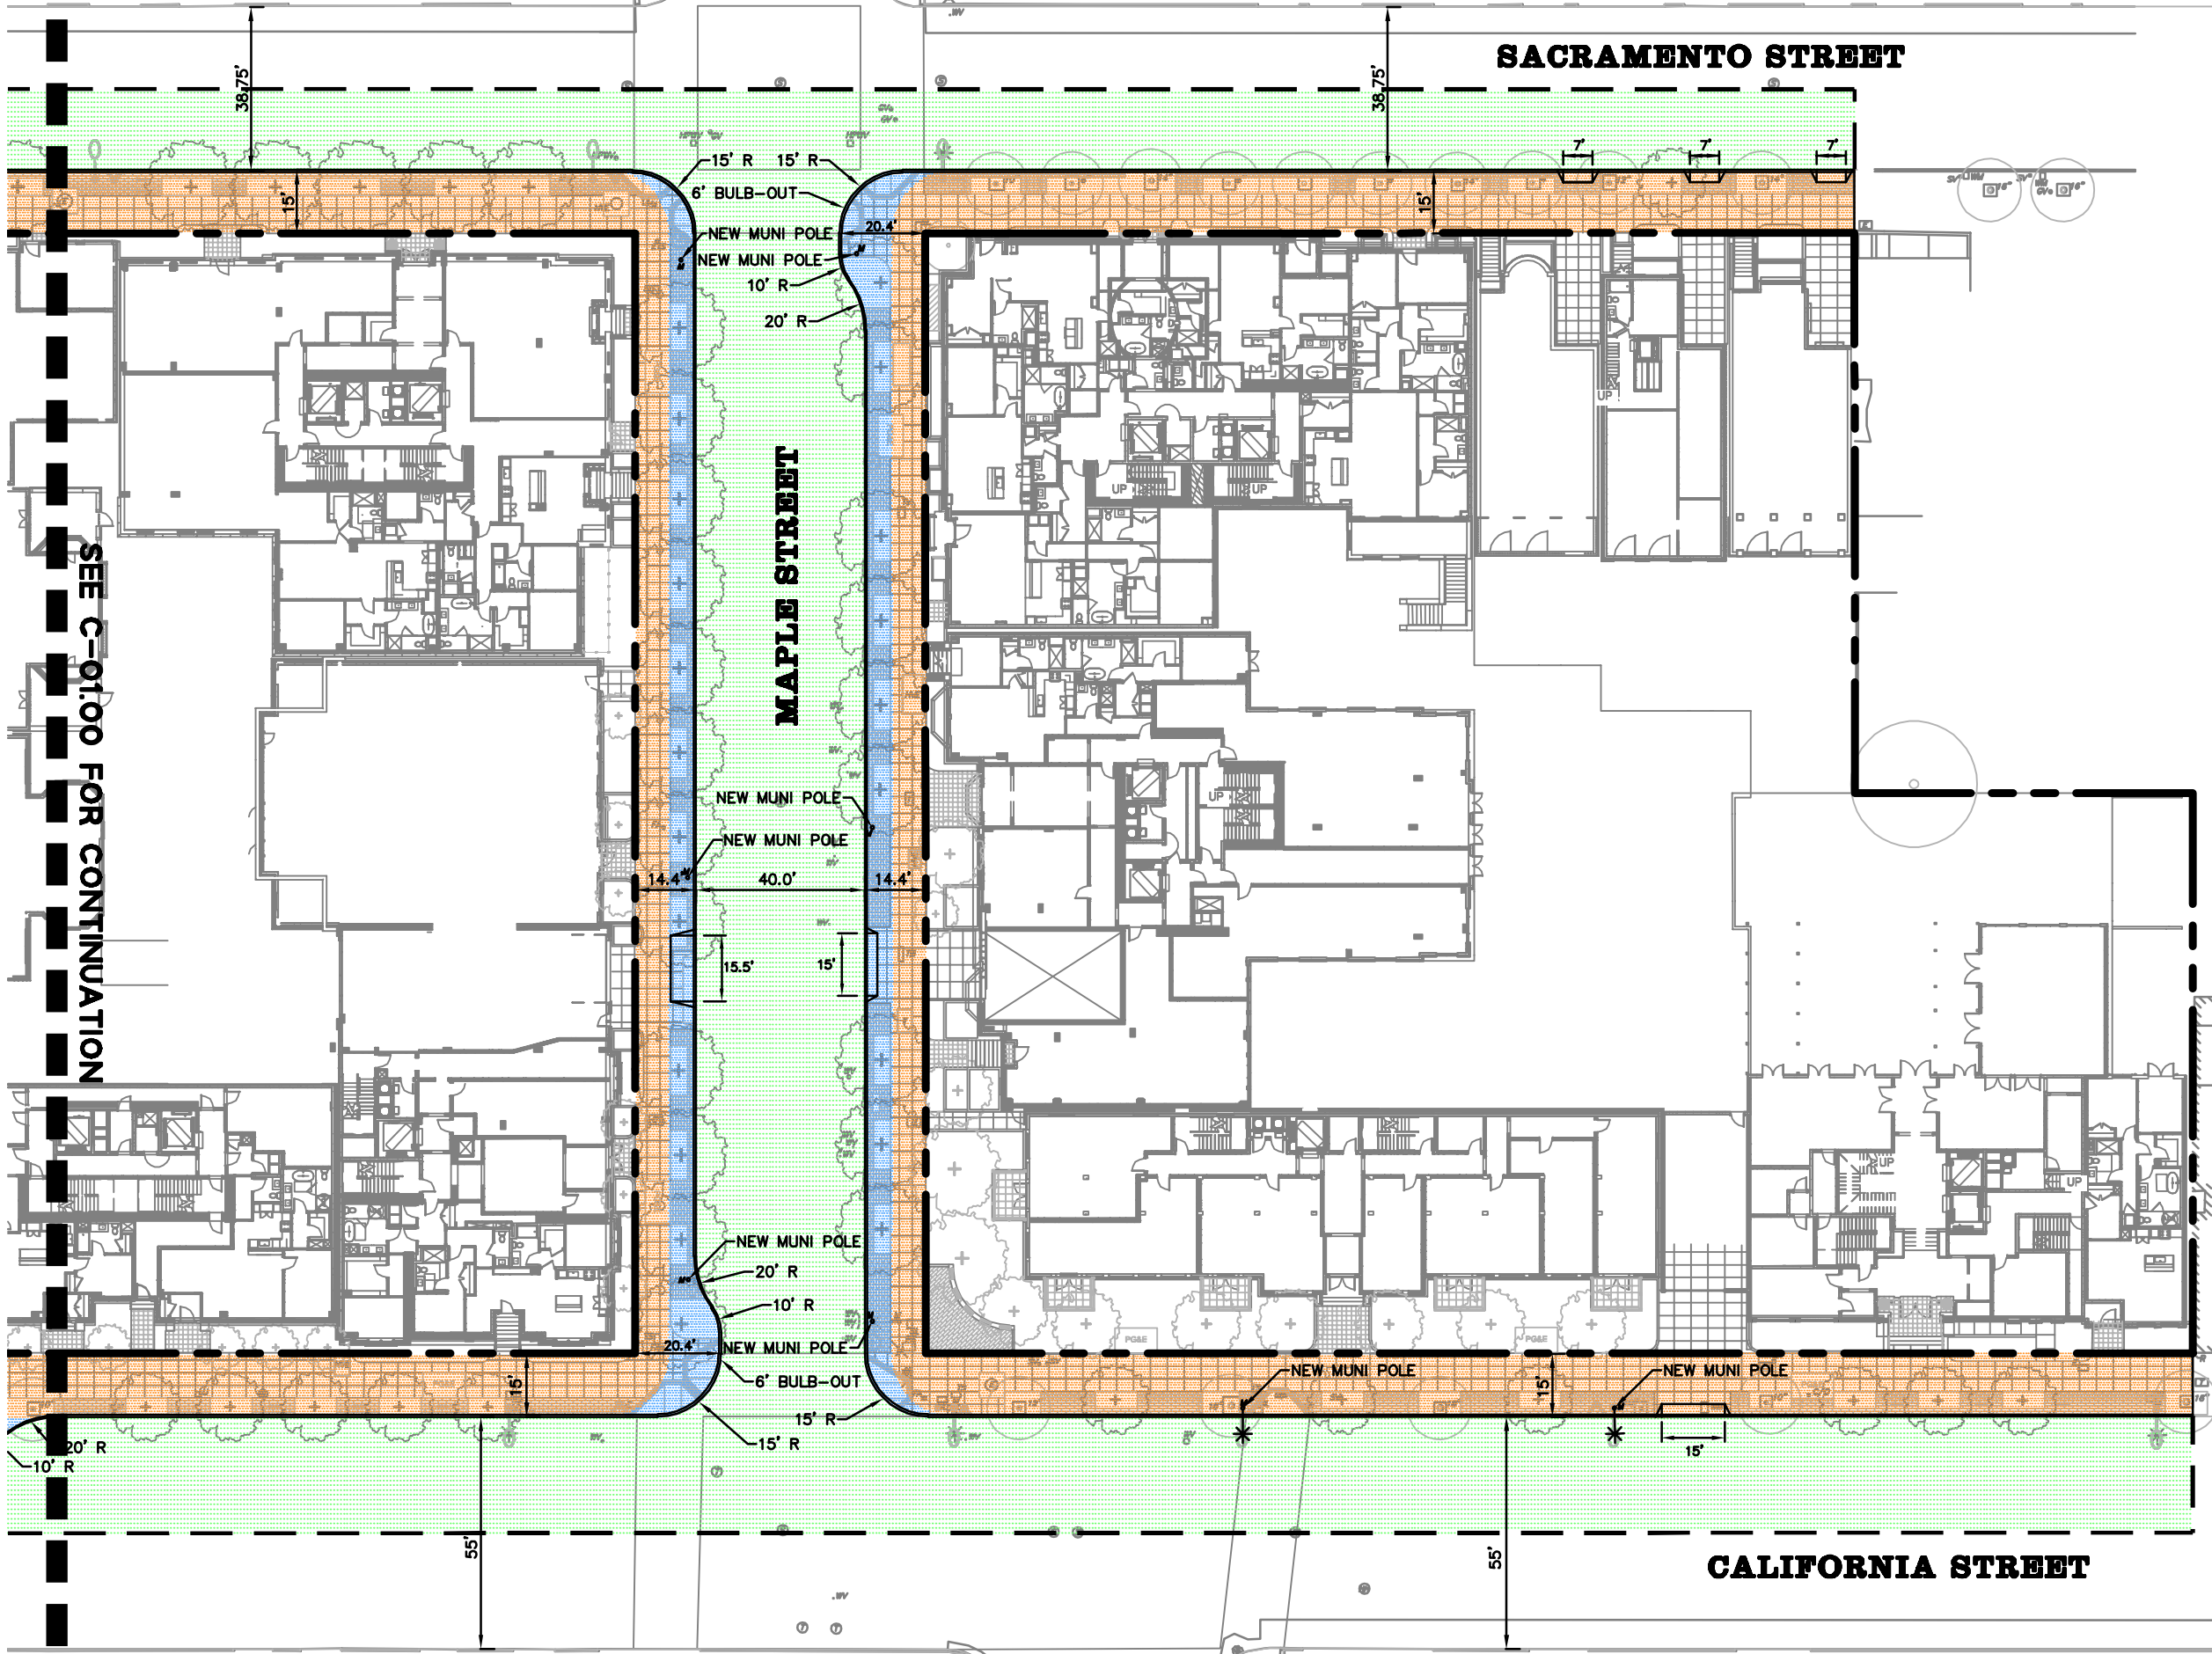 SACRAMENTO STREET
38.75'
38.75'
15' R
15' R
7'
7'
7'
6' BULB-OUT
15'
15'
20.4'
NEW MUNI POLE
NEW MUNI POLE
10' R
20' R
UP
UP
UP
MAPLE STREET
SEE C-01.00 FOR CONTINUATION
NEW MUNI POLE
UP
NEW MUNI POLE
14.4'
40.0'
14.4'
15.5'
15'
UP
UP
NEW MUNI POLE
20' R
10' R
PG&E
PG&E
20.4'
NEW MUNI POLE
NEW MUNI POLE
NEW MUNI POLE
6' BULB-OUT
15'
15'
PG&E
15' R
15' R
20' R
10' R
15'
55'
55'
CALIFORNIA STREET